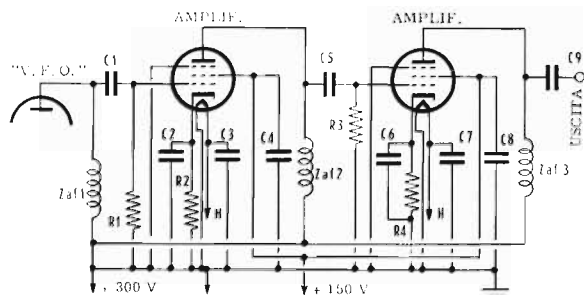 AMPLIF. AMPLIF.
"V. F. O."
C1 C5 C9
USCITA
R3
C2 C3 C4 C6 C7 C8
R2
Zaf1 Zaf2 Zaf3
R1 H R4 H
+ 300 V + 150 V